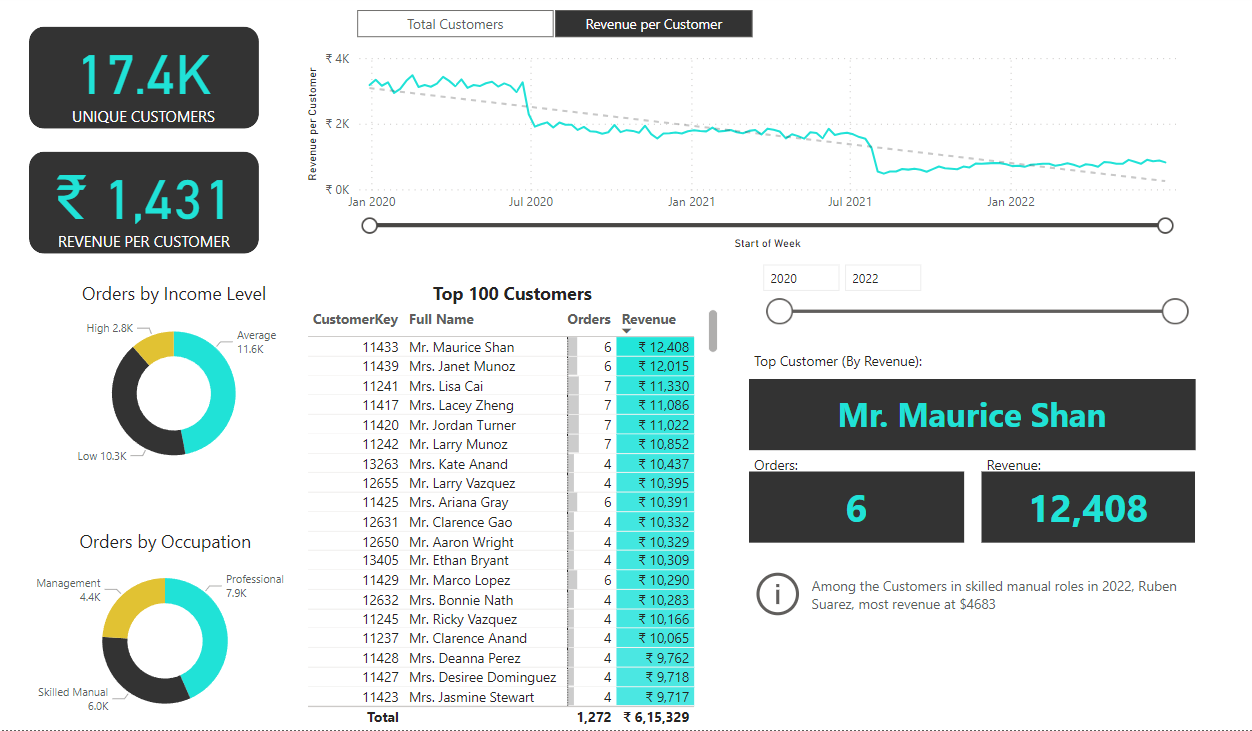 17.4K
UNIQUE CUSTOMERS
₹ 1,431
REVENUE PER CUSTOMER
Total Customers
Revenue per Customer
Revenue per Customer
₹ 4K
₹ 2K
₹ 0K
Jan 2020
Jul 2020
Jan 2021
Jul 2021
Jan 2022
Start of Week
Orders by Income Level
High 2.8K
Average
11.6K
Low 10.3K
Orders by Occupation
Management
4.4K
Professional
7.9K
Skilled Manual
6.0K
Top 100 Customers
CustomerKey Full Name Orders Revenue
11433 Mr. Maurice Shan 6 ₹ 12,408
11439 Mrs. Janet Munoz 6 ₹ 12,015
11241 Mrs. Lisa Cai 7 ₹ 11,330
11417 Mrs. Lacey Zheng 7 ₹ 11,086
11420 Mr. Jordan Turner 7 ₹ 11,022
11242 Mr. Larry Munoz 7 ₹ 10,852
13263 Mrs. Kate Anand 4 ₹ 10,437
12655 Mr. Larry Vazquez 4 ₹ 10,395
11425 Mrs. Ariana Gray 6 ₹ 10,391
12631 Mr. Clarence Gao 4 ₹ 10,332
12650 Mr. Aaron Wright 4 ₹ 10,329
13405 Mr. Ethan Bryant 4 ₹ 10,309
11429 Mr. Marco Lopez 6 ₹ 10,290
12632 Mrs. Bonnie Nath 4 ₹ 10,283
11245 Mr. Ricky Vazquez 4 ₹ 10,166
11237 Mr. Clarence Anand 4 ₹ 10,065
11428 Mrs. Deanna Perez 4 ₹ 9,762
11427 Mrs. Desiree Dominguez 4 ₹ 9,718
11423 Mrs. Jasmine Stewart 4 ₹ 9,717
Total 1,272 ₹ 6,15,329
2020
2022
Top Customer (By Revenue):
Mr. Maurice Shan
Orders:
6
Revenue:
12,408
i
Among the Customers in skilled manual roles in 2022, Ruben
Suarez, most revenue at $4683